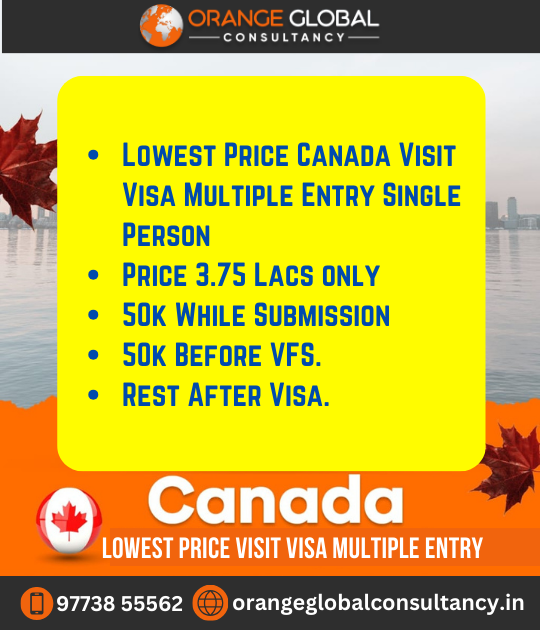 ORANGE GLOBAL
CONSULTANCY
Lowest Price Canada Visit
Visa Multiple Entry Single
Person
Price 3.75 Lacs only
50k While Submission
50k Before VFS.
Rest After Visa.
Canada
LOWEST PRICE VISIT VISA MULTIPLE ENTRY
97738 55562 orangeglobalconsultancy.in